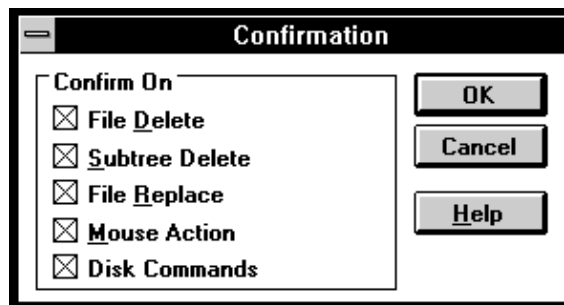 Confirmation
Confirm On
File Delete
Subtree Delete
File Replace
Mouse Action
Disk Commands
OK
Cancel
Help